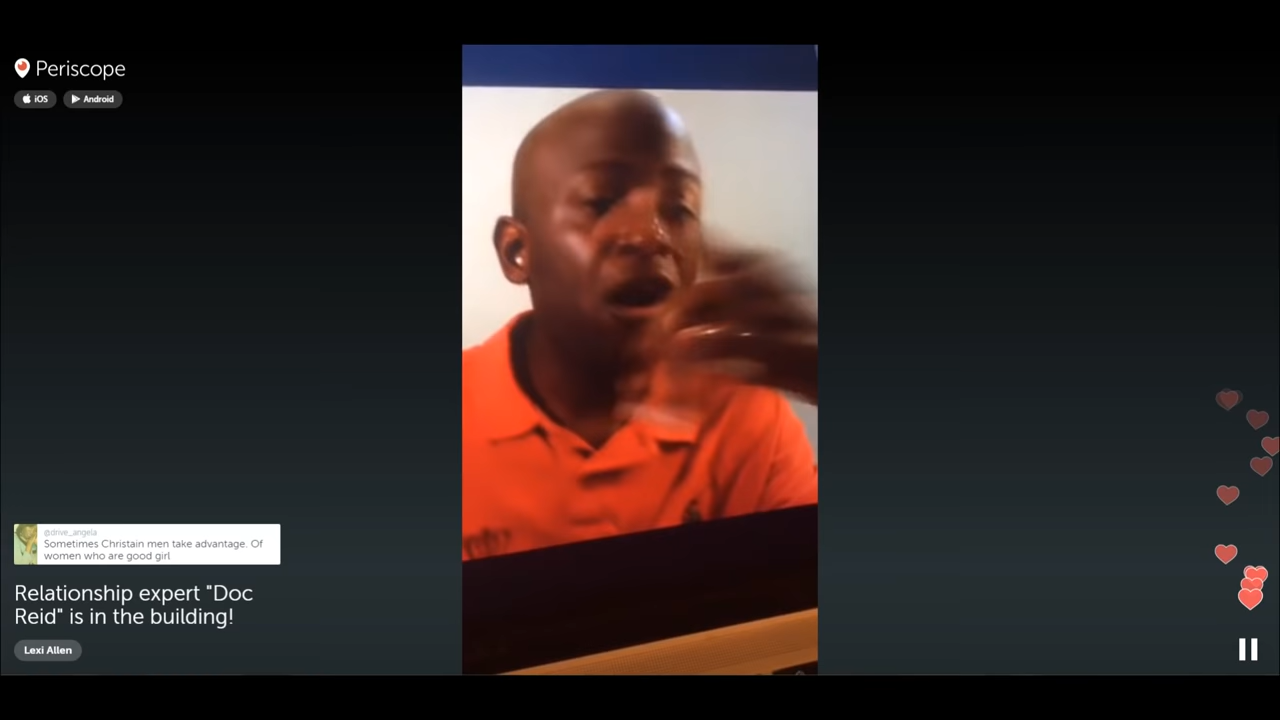 Periscope
iOS
Android
@drive_angela
Sometimes Christain men take advantage. Of
women who are good girl
Relationship expert "Doc
Reid" is in the building!
Lexi Allen